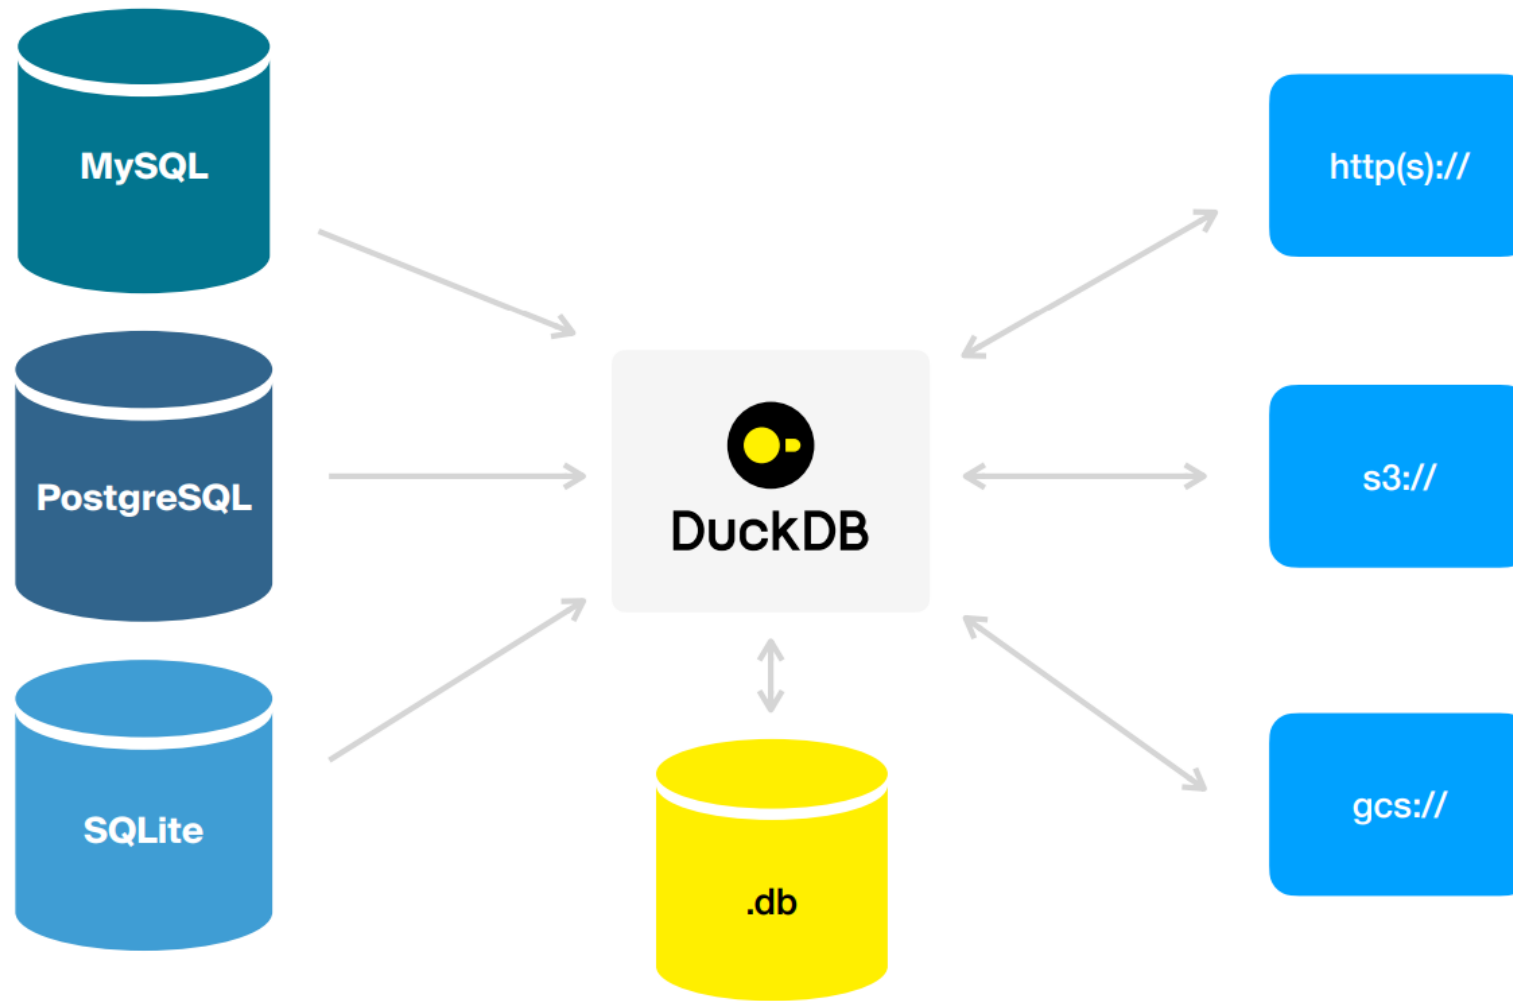 MySQL
http(s)://
PostgreSQL
DuckDB
s3://
SQLite
.db
gcs://